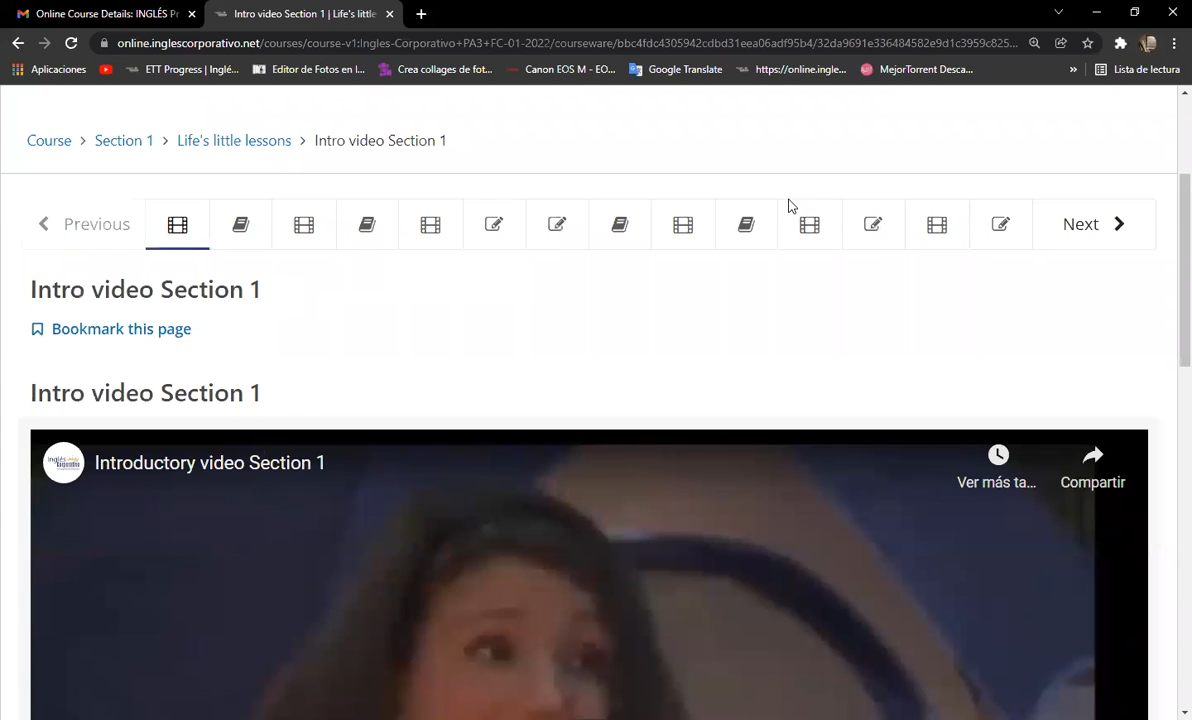 Online Course Details: INGLÉS Pr
Intro video Section 1 | Life's little
online.inglescorporativo.net/courses/course-v1:Ingles-Corporativo+PA3+FC-01-2022/courseware/bbc4fdc4305942cdbd31eea06adf95b4/32da9691e336484582e9d1c3959c825...
Aplicaciones
ETT Progress | Inglé...
Editor de Fotos en l...
Crea collages de fot...
Canon EOS M - EO...
Google Translate
https://online.ingle...
MejorTorrent Desca...
»
Lista de lectura
Course > Section 1 > Life's little lessons > Intro video Section 1
Previous
Next
Intro video Section 1
Bookmark this page
Intro video Section 1
Introductory video Section 1
Ver más ta...
Compartir